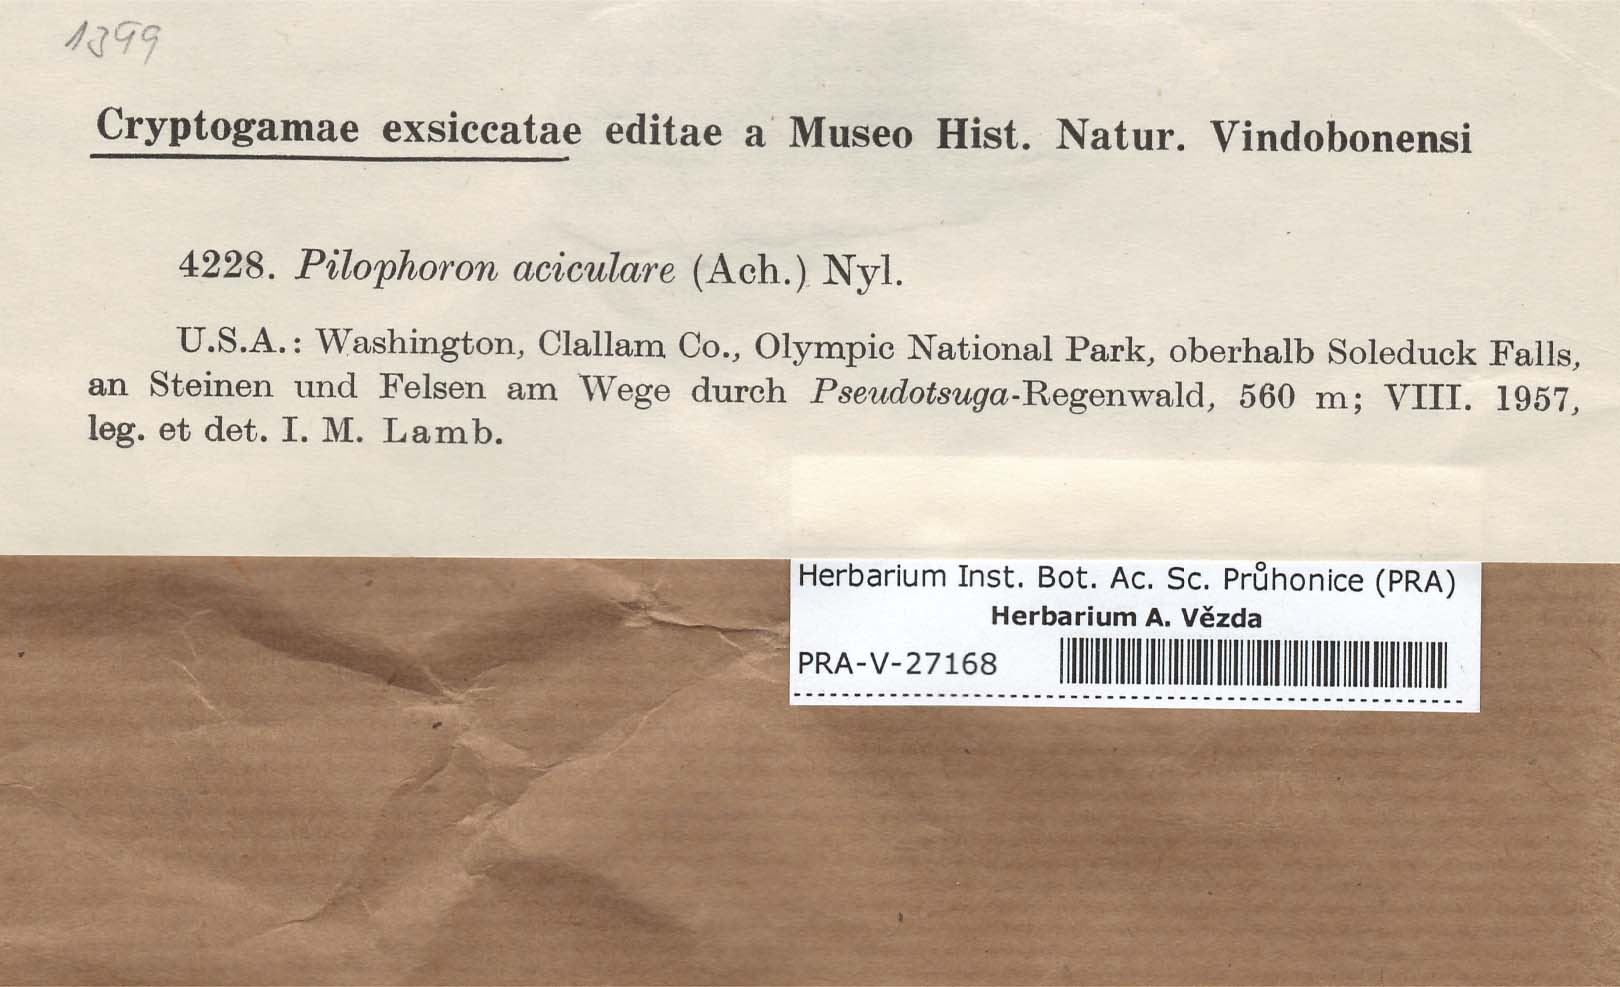 1399
Cryptogamae exsiccatae editae a Museo Hist. Natur. Vindobonensi
4228. Pilophoron aciculare (Ach.) Nyl.
U.S.A.: Washington, Clallam Co., Olympic National Park, oberhalb Soleduck Falls,
an Steinen und Felsen am Wege durch Pseudotsuga-Regenwald, 560 m; VIII. 1957,
leg. et det. I. M. Lamb.
Herbarium Inst. Bot. Ac. Sc. Průhonice (PRA)
Herbarium A. Vězda
PRA-V-27168